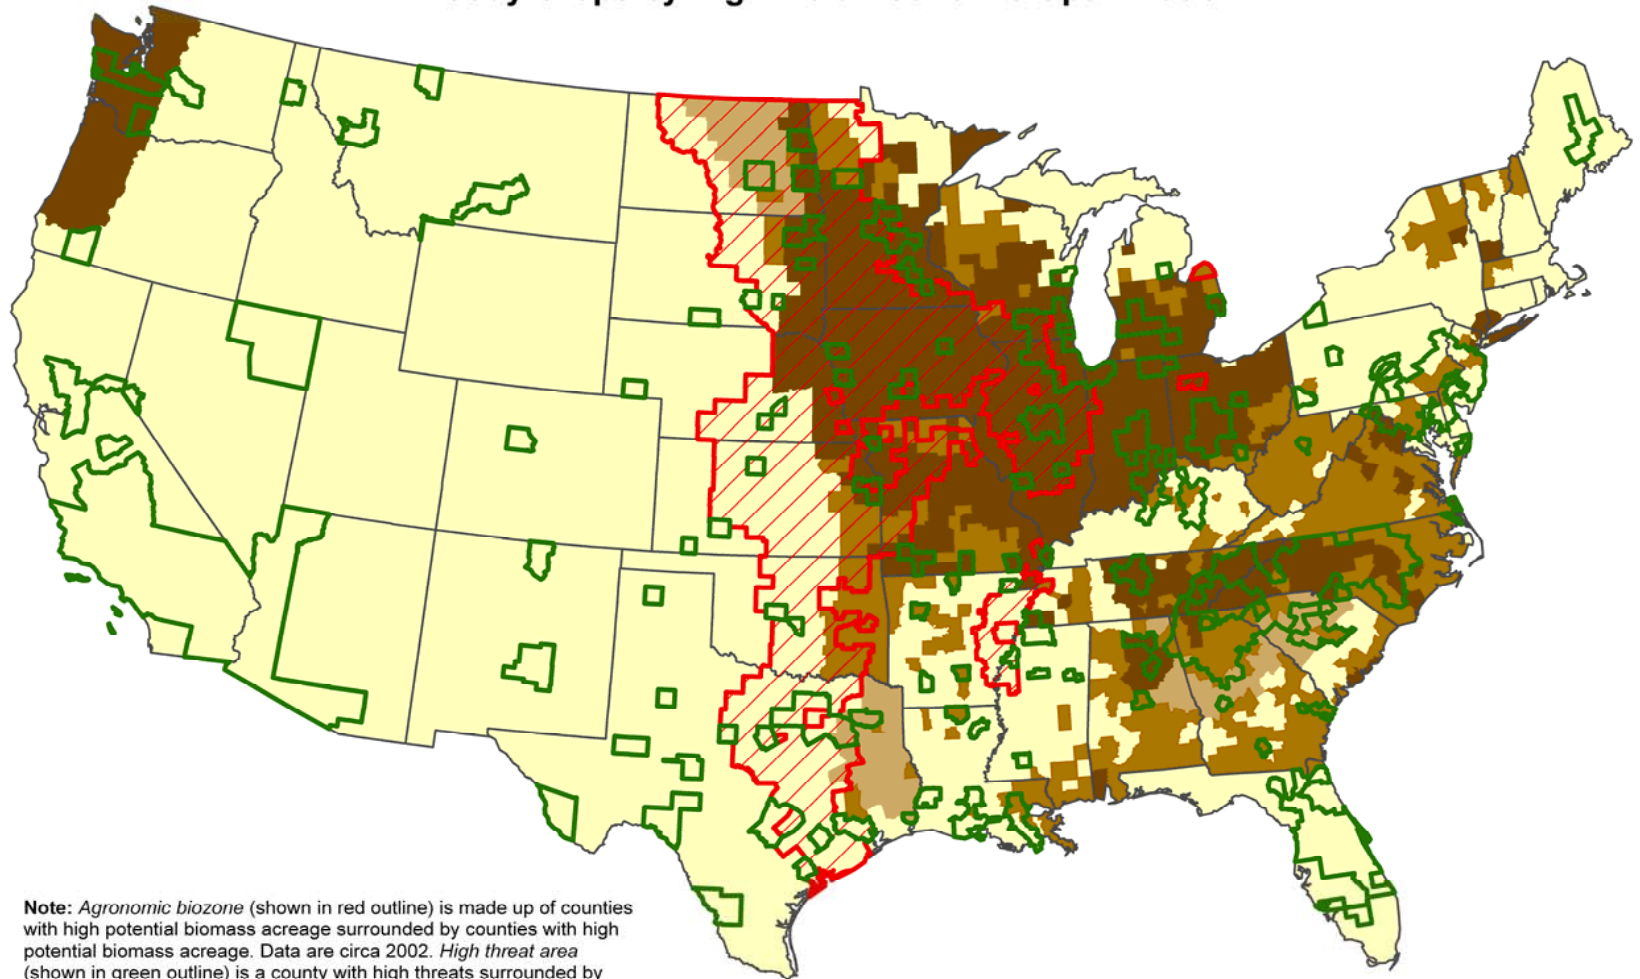 Note: Agronomic biozone (shown in red outline) is made up of counties
with high potential biomass acreage surrounded by counties with high
potential biomass acreage. Data are circa 2002. High threat area
(shown in green outline) is a county with high threats surrounded by